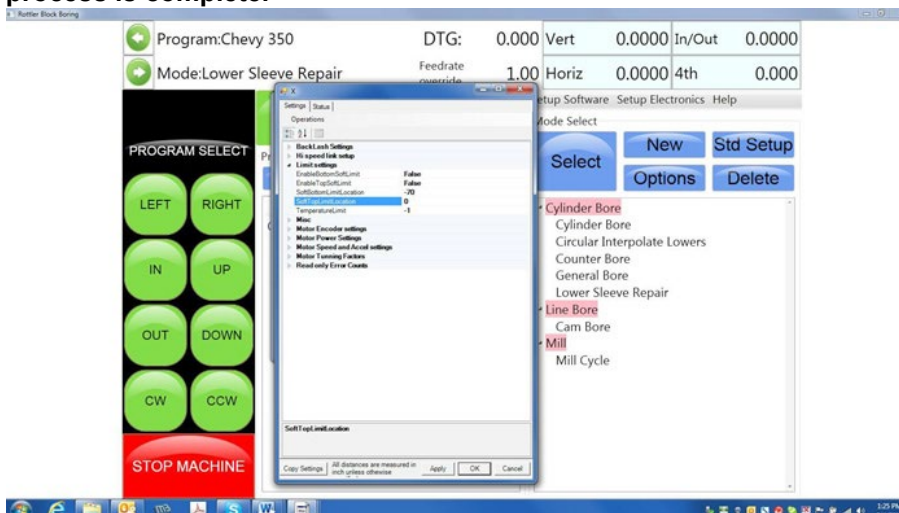 process is complete.
Rottler Block Boring
Program:Chevy 350
DTG: 0.000
Vert 0.0000
In/Out 0.0000
Mode:Lower Sleeve Repair
Feedrate
override 1.00
Horiz 0.0000
4th 0.000
X
Settings Status
Operations
BackLash Settings
Hi speed link setup
Limit settings
EnableBottomSoftLimit False
EnableTopSoftLimit False
SoftBottomLimitLocation -70
SoftTopLimitLocation 0
TemperatureLimit -1
Misc
Motor Encoder settings
Motor Power Settings
Motor Speed and Accel settings
Motor Tunning Factors
Read only Error Counts
SoftTopLimitLocation
Copy Settings
All distances are measured in
inch unless otherwise
Apply OK Cancel
PROGRAM SELECT
LEFT RIGHT
IN UP
OUT DOWN
CW CCW
STOP MACHINE
etup Software Setup Electronics Help
Mode Select
Select
New Std Setup
Options Delete
Cylinder Bore
Cylinder Bore
Circular Interpolate Lowers
Counter Bore
General Bore
Lower Sleeve Repair
Line Bore
Cam Bore
Mill
Mill Cycle
1:25 PM